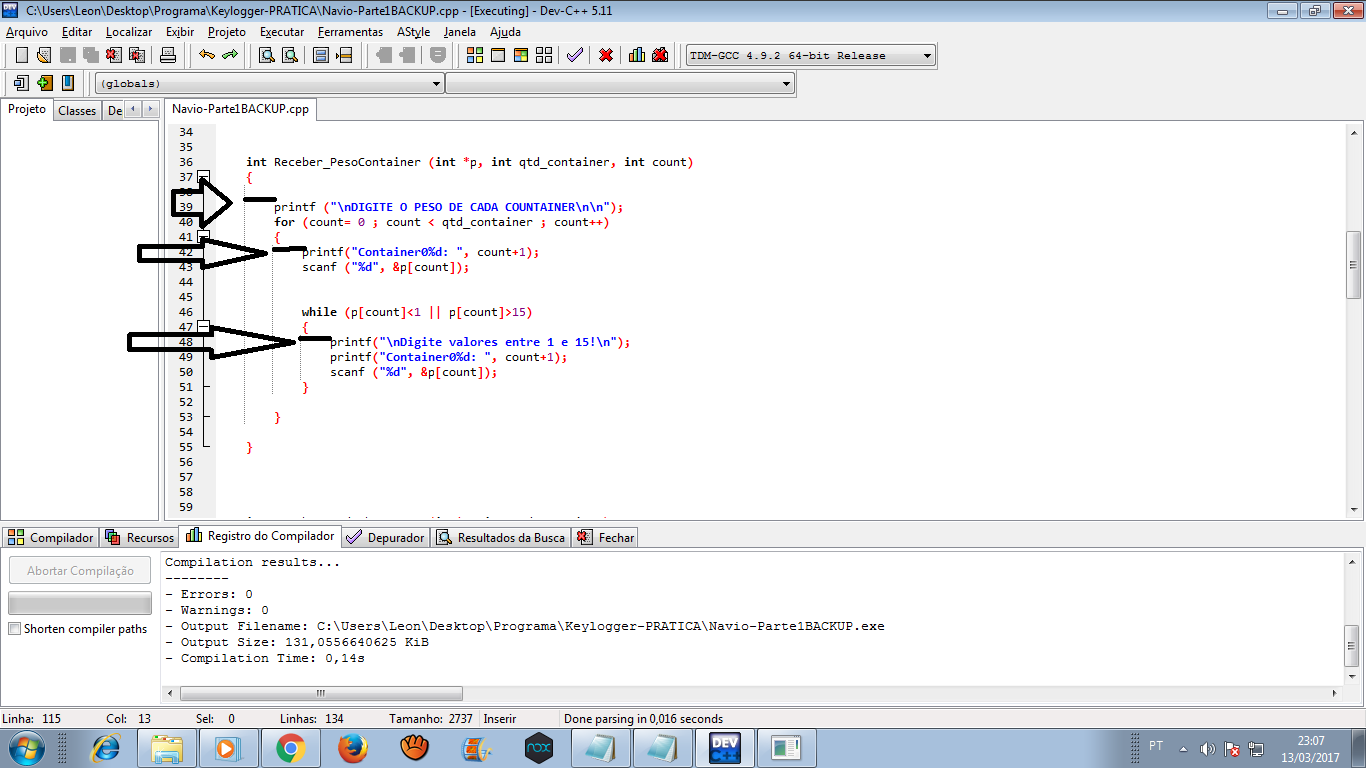 C:\Users\Leon\Desktop\Programa\Keylogger-PRATICA\Navio-Parte1BACKUP.cpp - [Executing] - Dev-C++ 5.11
Arquivo Editar Localizar Exibir Projeto Executar Ferramentas AStyle Janela Ajuda
TDM-GCC 4.9.2 64-bit Release
(globals)
Projeto Classes De Navio-Parte1BACKUP.cpp
34
35
36 int Receber_PesoContainer (int *p, int qtd_container, int count)
37 {
38
39 printf ("\nDIGITE O PESO DE CADA COUNTAINER\n\n");
40 for (count= 0 ; count < qtd_container ; count++)
41 {
42 printf("Container0%d: ", count+1);
43 scanf ("%d", &p[count]);
44
45
46 while (p[count]<1 || p[count]>15)
47 {
48 printf("\nDigite valores entre 1 e 15!\n");
49 printf("Container0%d: ", count+1);
50 scanf ("%d", &p[count]);
51 }
52
53 }
54
55 }
56
57
58
59
Compilador Recursos Registro do Compilador Depurador Resultados da Busca Fechar
Abortar Compilação
Shorten compiler paths
Compilation results...
--------
- Errors: 0
- Warnings: 0
- Output Filename: C:\Users\Leon\Desktop\Programa\Keylogger-PRATICA\Navio-Parte1BACKUP.exe
- Output Size: 131,0556640625 KiB
- Compilation Time: 0,14s
Linha: 115 Col: 13 Sel: 0 Linhas: 134 Tamanho: 2737 Inserir Done parsing in 0,016 seconds
nox
DEV C++
PT
23:07
13/03/2017